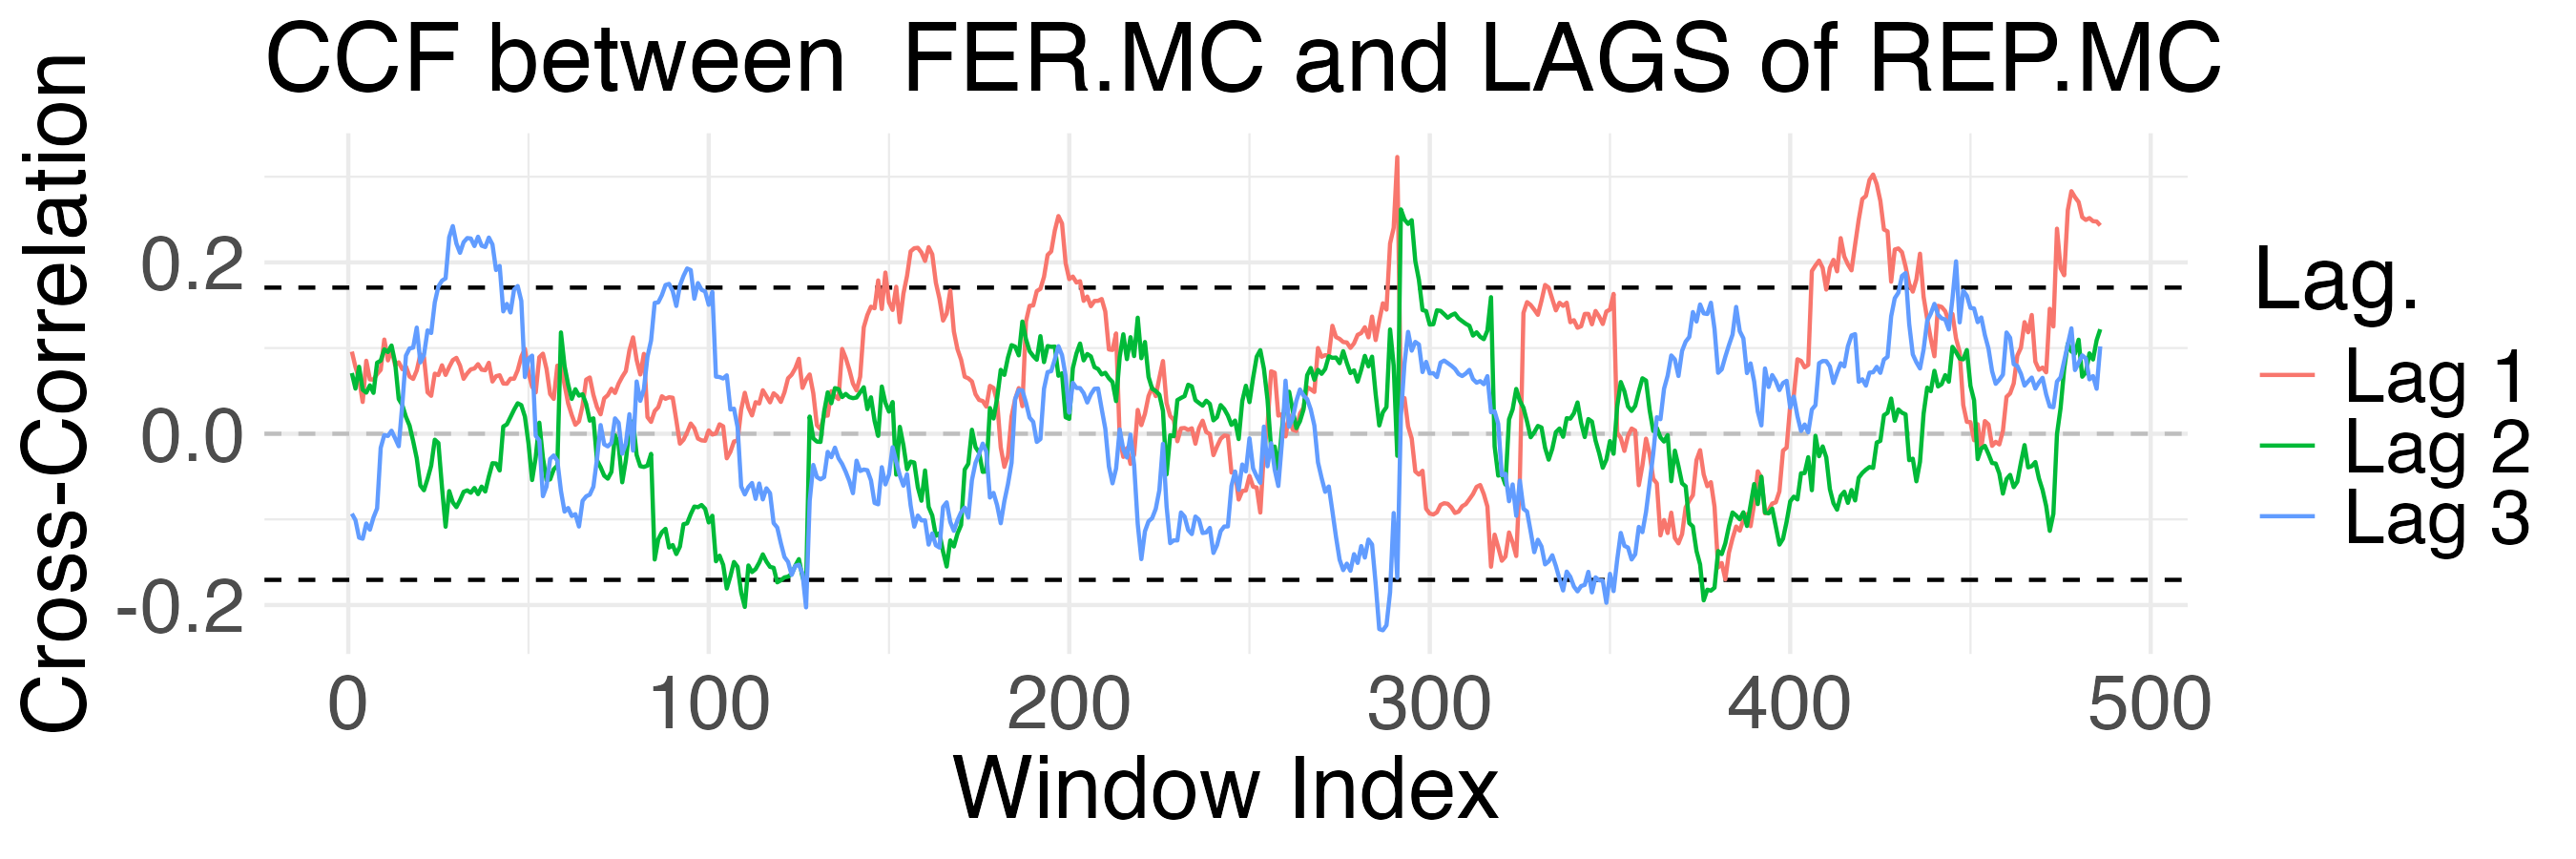 CCF between  FER.MC and LAGS of REP.MC
Cross-Correlation
0.2
0.0
-0.2
0 100 200 300 400 500
Window Index
Lag.
Lag 1
Lag 2
Lag 3